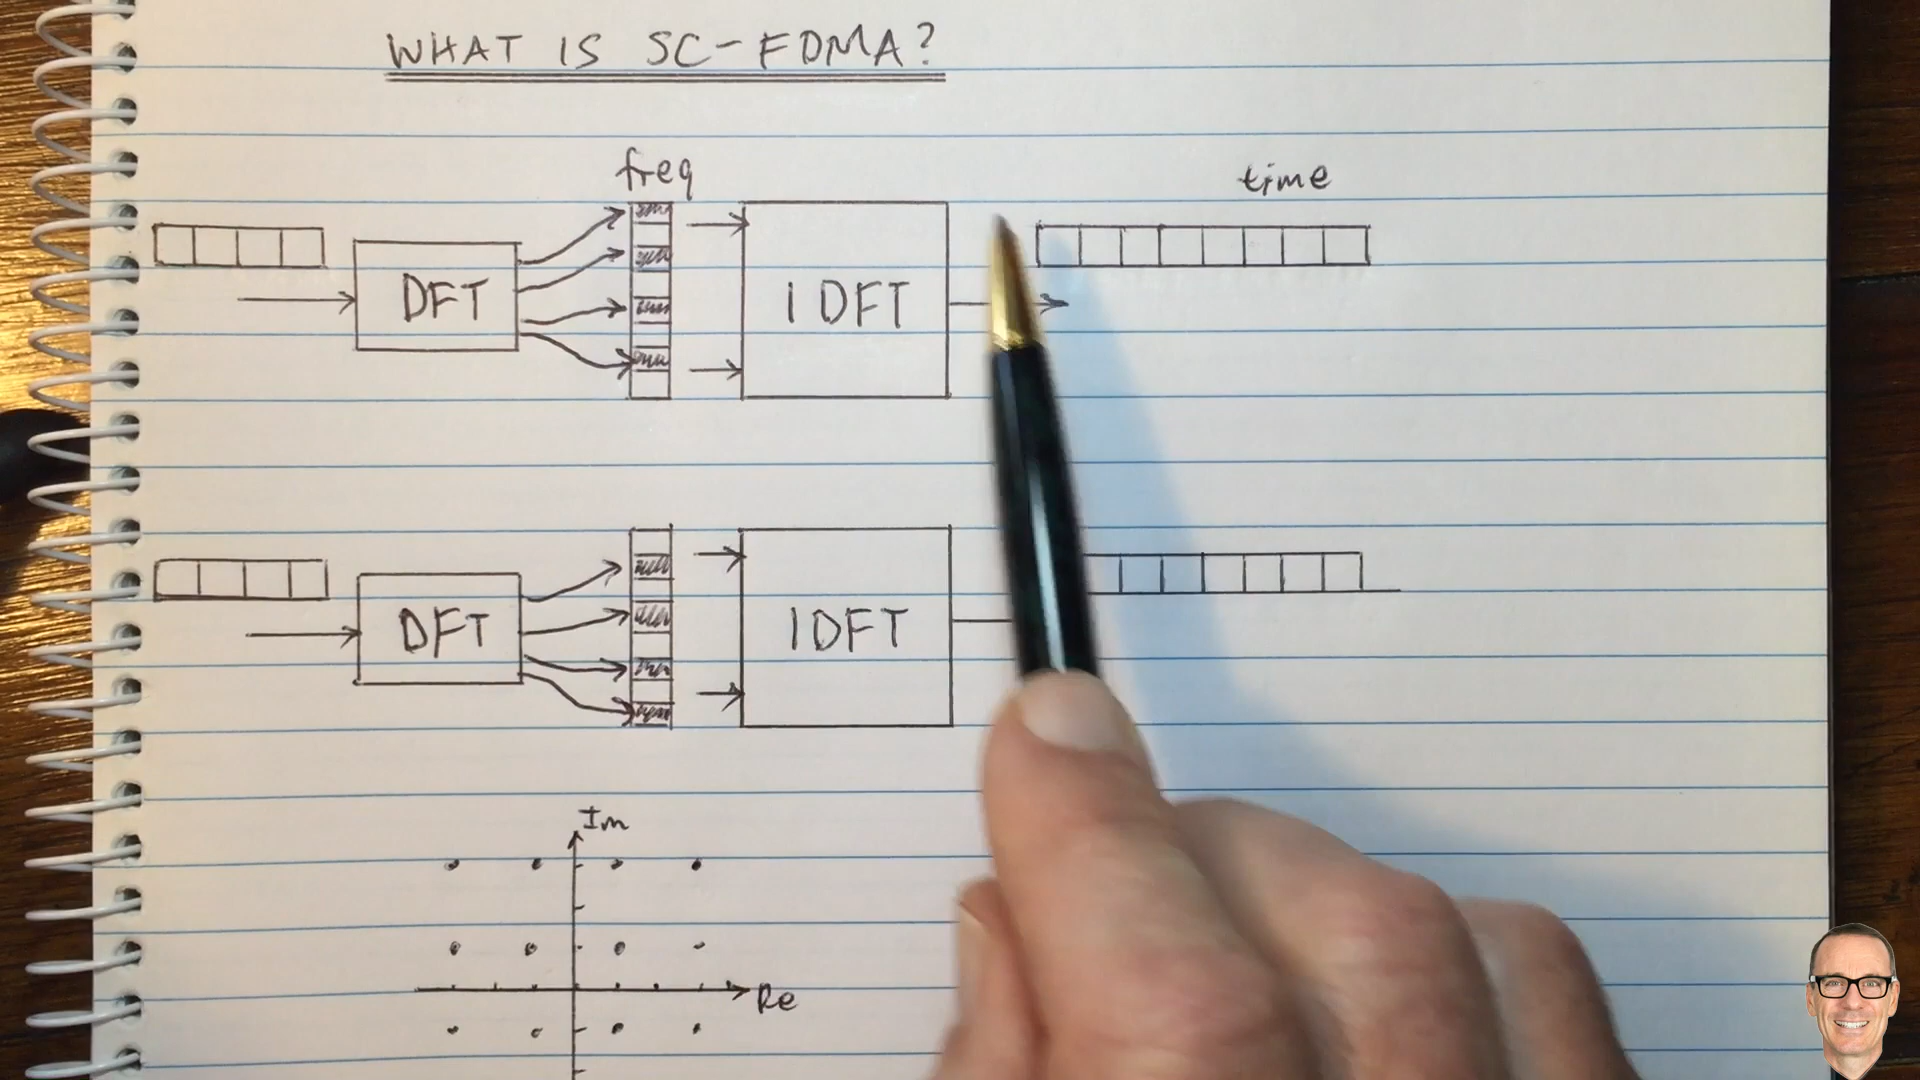 WHAT IS SC-FDMA?
freq
time
DFT
IDFT
DFT
IDFT
Im
Re